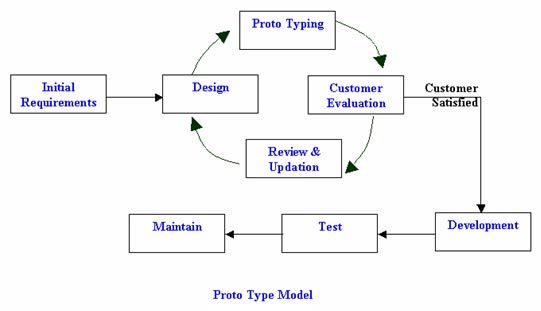 Proto Typing
Initial
Requirements
Design
Customer
Evaluation
Customer
Satisfied
Review &
Updation
Maintain
Test
Development
Proto Type Model